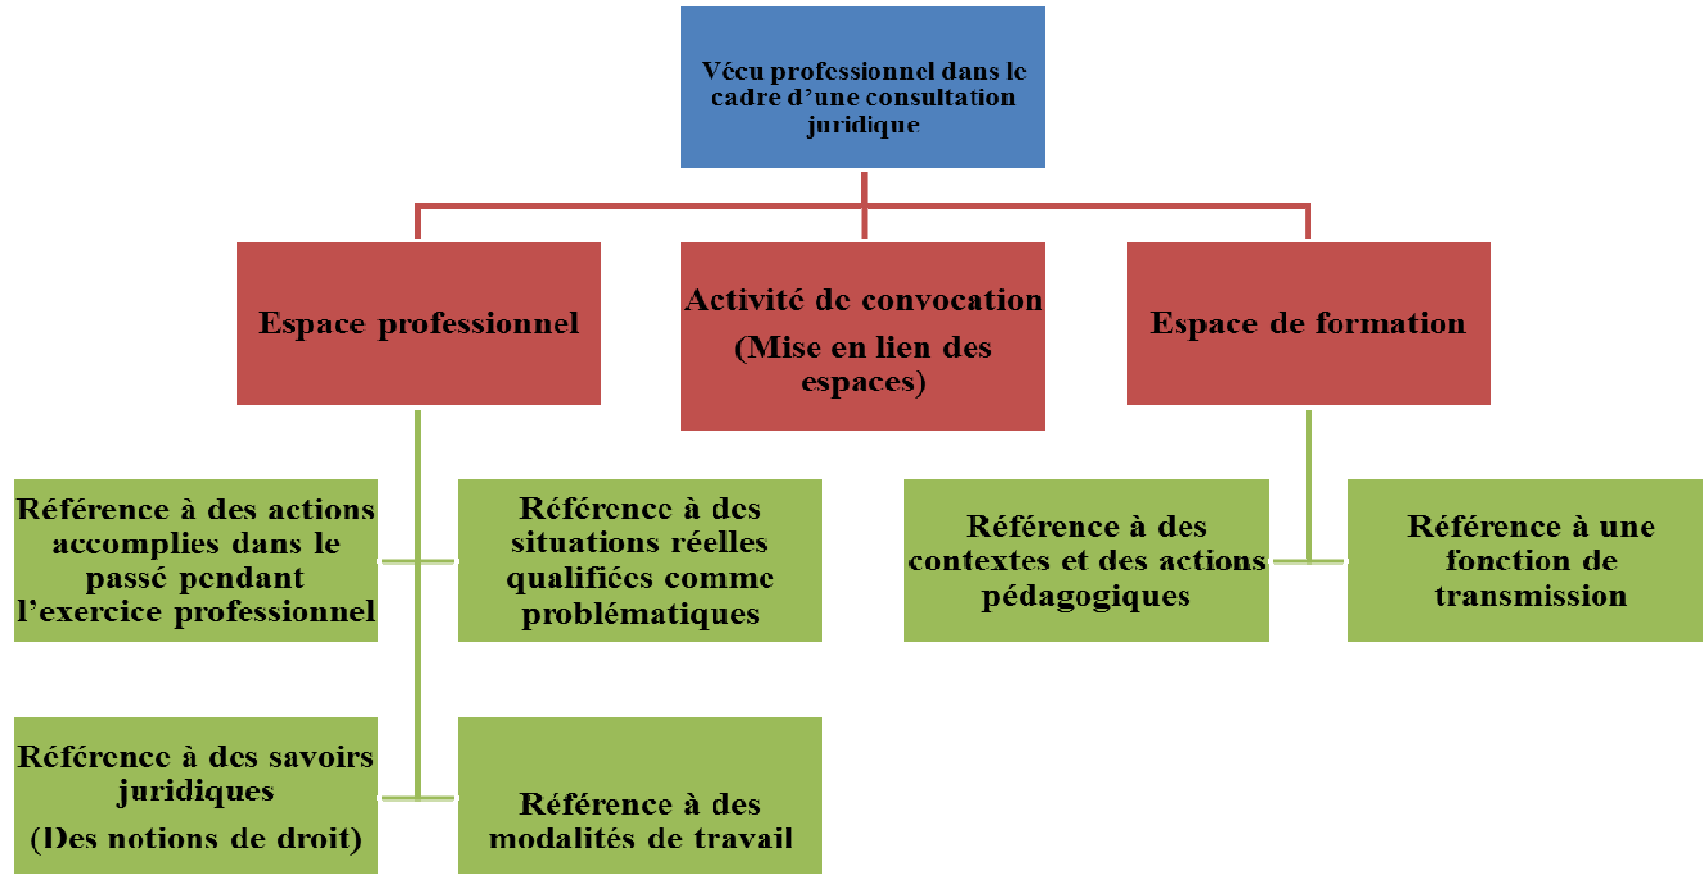 Vécu professionnel dans le
cadre d’une consultation
juridique
Espace professionnel
Activité de convocation
(Mise en lien des
espaces)
Espace de formation
Référence à des actions
accomplies dans le
passé pendant
l’exercice professionnel
Référence à des
situations réelles
qualifiées comme
problématiques
Référence à des
contextes et des actions
pédagogiques
Référence à une
fonction de
transmission
Référence à des savoirs
juridiques
(Des notions de droit)
Référence à des
modalités de travail